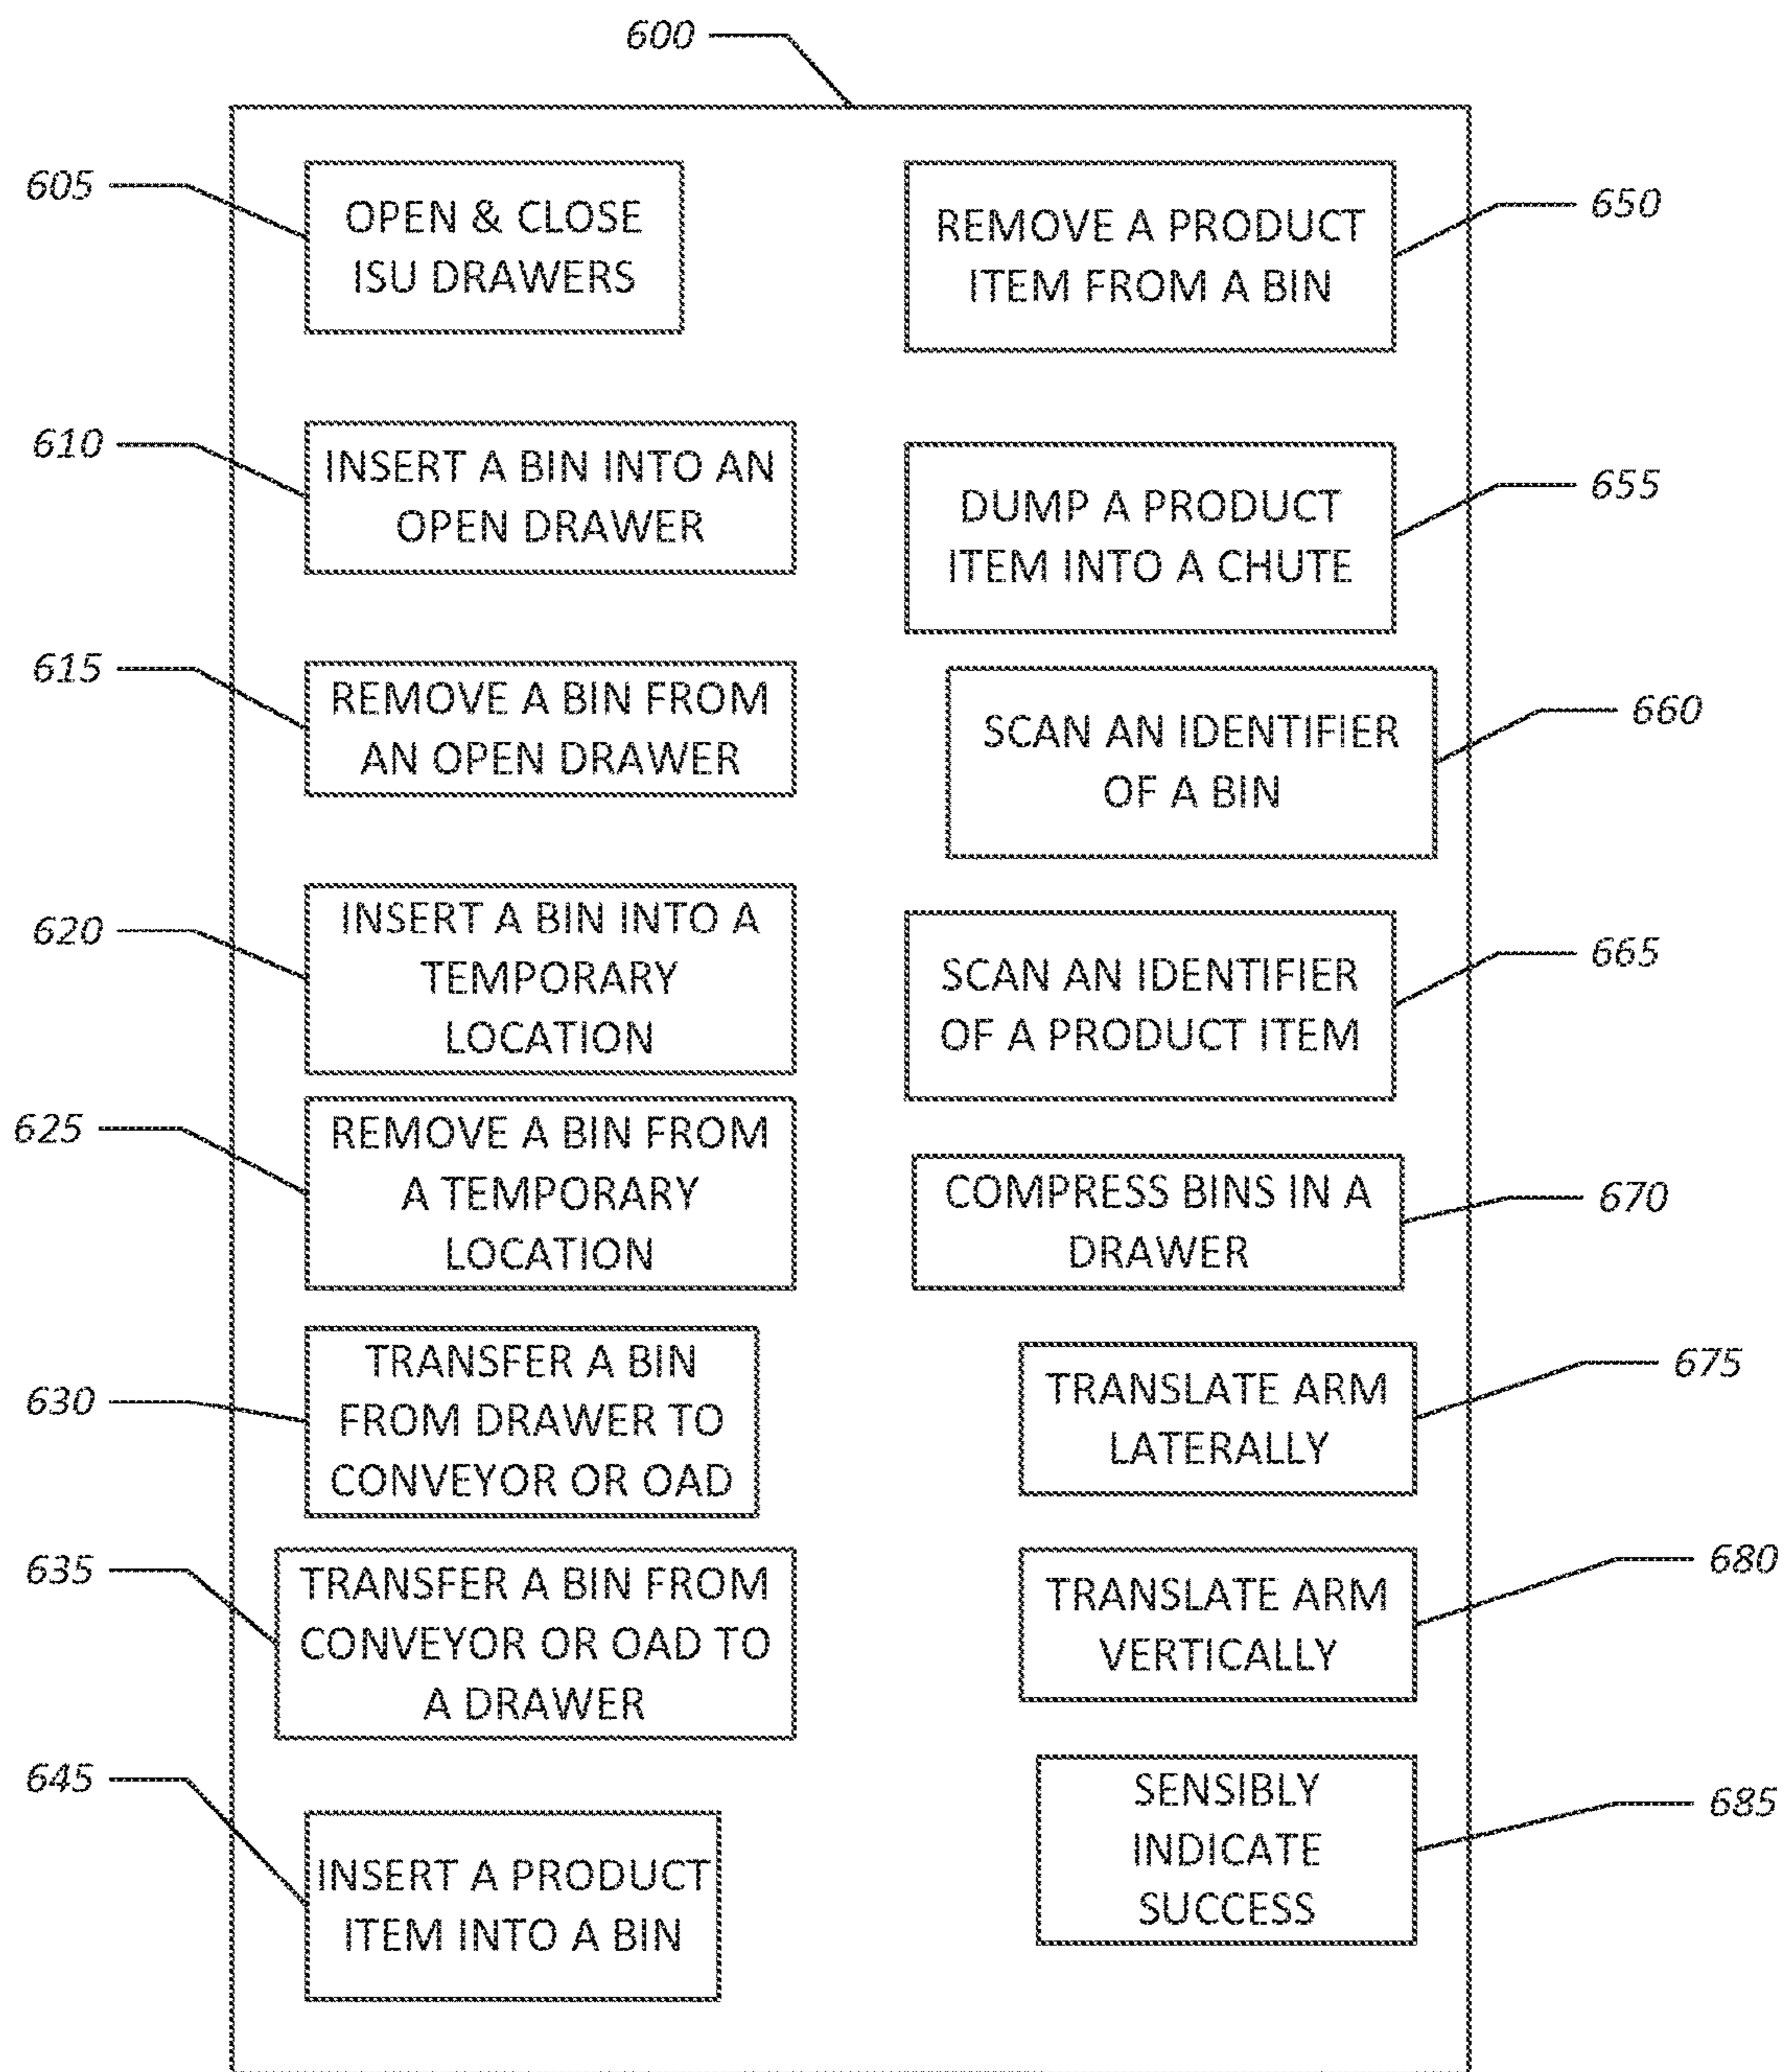 600
605
OPEN & CLOSE
ISU DRAWERS
610
INSERT A BIN INTO AN
OPEN DRAWER
615
REMOVE A BIN FROM
AN OPEN DRAWER
620
INSERT A BIN INTO A
TEMPORARY
LOCATION
625
REMOVE A BIN FROM
A TEMPORARY
LOCATION
630
TRANSFER A BIN
FROM DRAWER TO
CONVEYOR OR OAD
635
TRANSFER A BIN FROM
CONVEYOR OR OAD TO
A DRAWER
645
INSERT A PRODUCT
ITEM INTO A BIN
REMOVE A PRODUCT
ITEM FROM A BIN
650
DUMP A PRODUCT
ITEM INTO A CHUTE
655
SCAN AN IDENTIFIER
OF A BIN
660
SCAN AN IDENTIFIER
OF A PRODUCT ITEM
665
COMPRESS BINS IN A
DRAWER
670
TRANSLATE ARM
LATERALLY
675
TRANSLATE ARM
VERTICALLY
680
SENSIBLY
INDICATE
SUCCESS
685